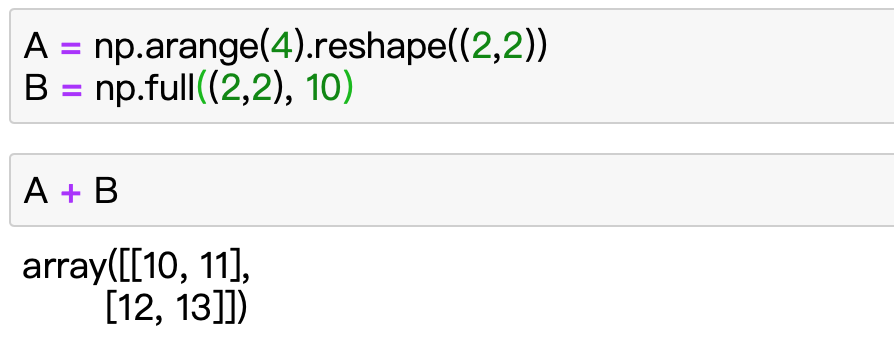 A = np.arange(4).reshape((2,2))
B = np.full((2,2), 10)
A + B
array([[10, 11],
       [12, 13]])